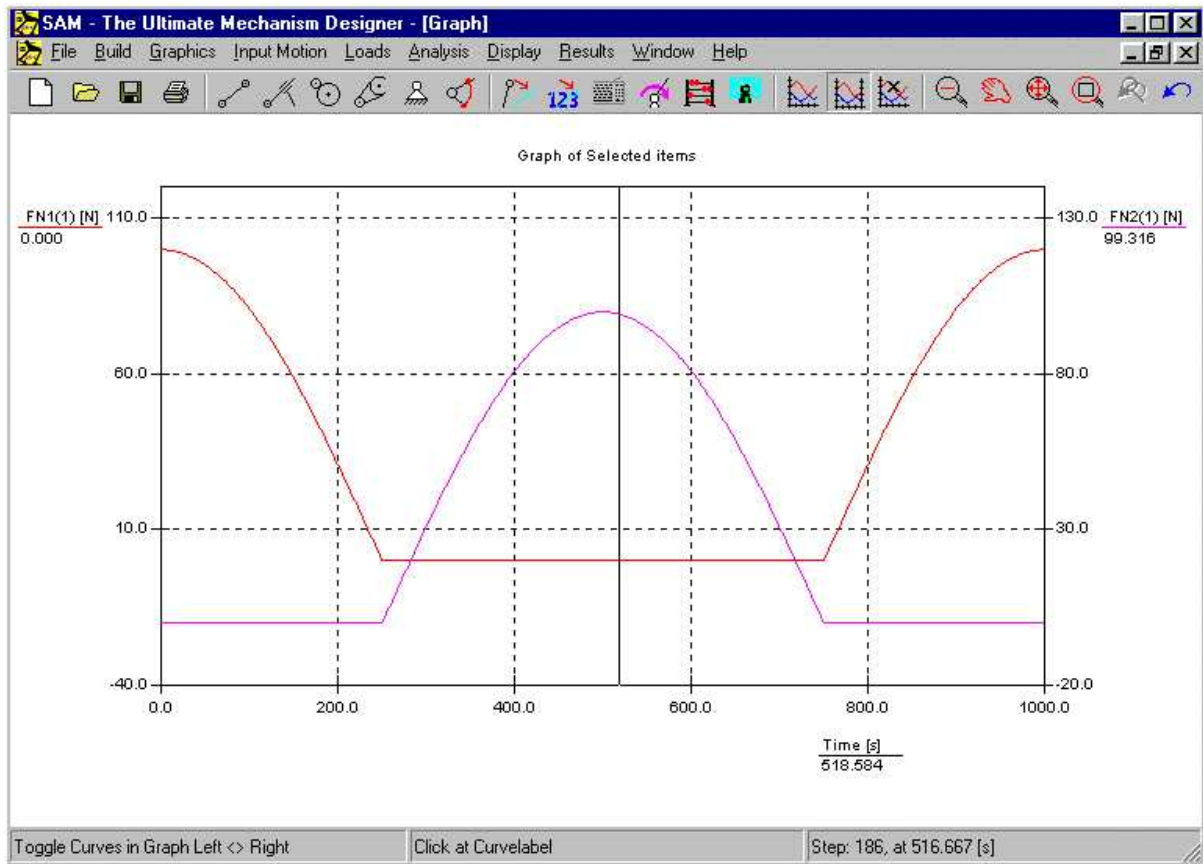 SAM - The Ultimate Mechanism Designer - [Graph]
File Build Graphics Input Motion Loads Analysis Display Results Window Help
123
Graph of Selected items
FN1(1) [N] 110.0 130.0 FN2(1) [N]
0.000 99.316
60.0 80.0
10.0 30.0
-40.0 -20.0
0.0 200.0 400.0 600.0 800.0 1000.0
Time [s]
518.584
Toggle Curves in Graph Left <> Right Click at Curvelabel Step: 186, at 516.667 [s]